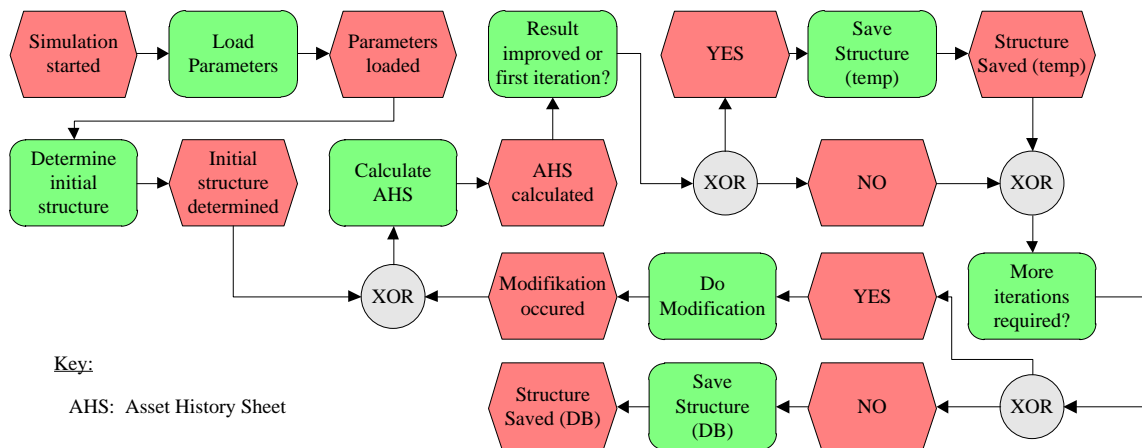 Simulation
started
Load
Parameters
Parameters
loaded
Result
improved or
first iteration?
YES
Save
Structure
(temp)
Structure
Saved (temp)
Determine
initial
structure
Initial
structure
determined
Calculate
AHS
AHS
calculated
XOR
NO
XOR
XOR
Modifikation
occured
Do
Modification
YES
More
iterations
required?
Key:
AHS: Asset History Sheet
Structure
Saved (DB)
Save
Structure
(DB)
NO
XOR